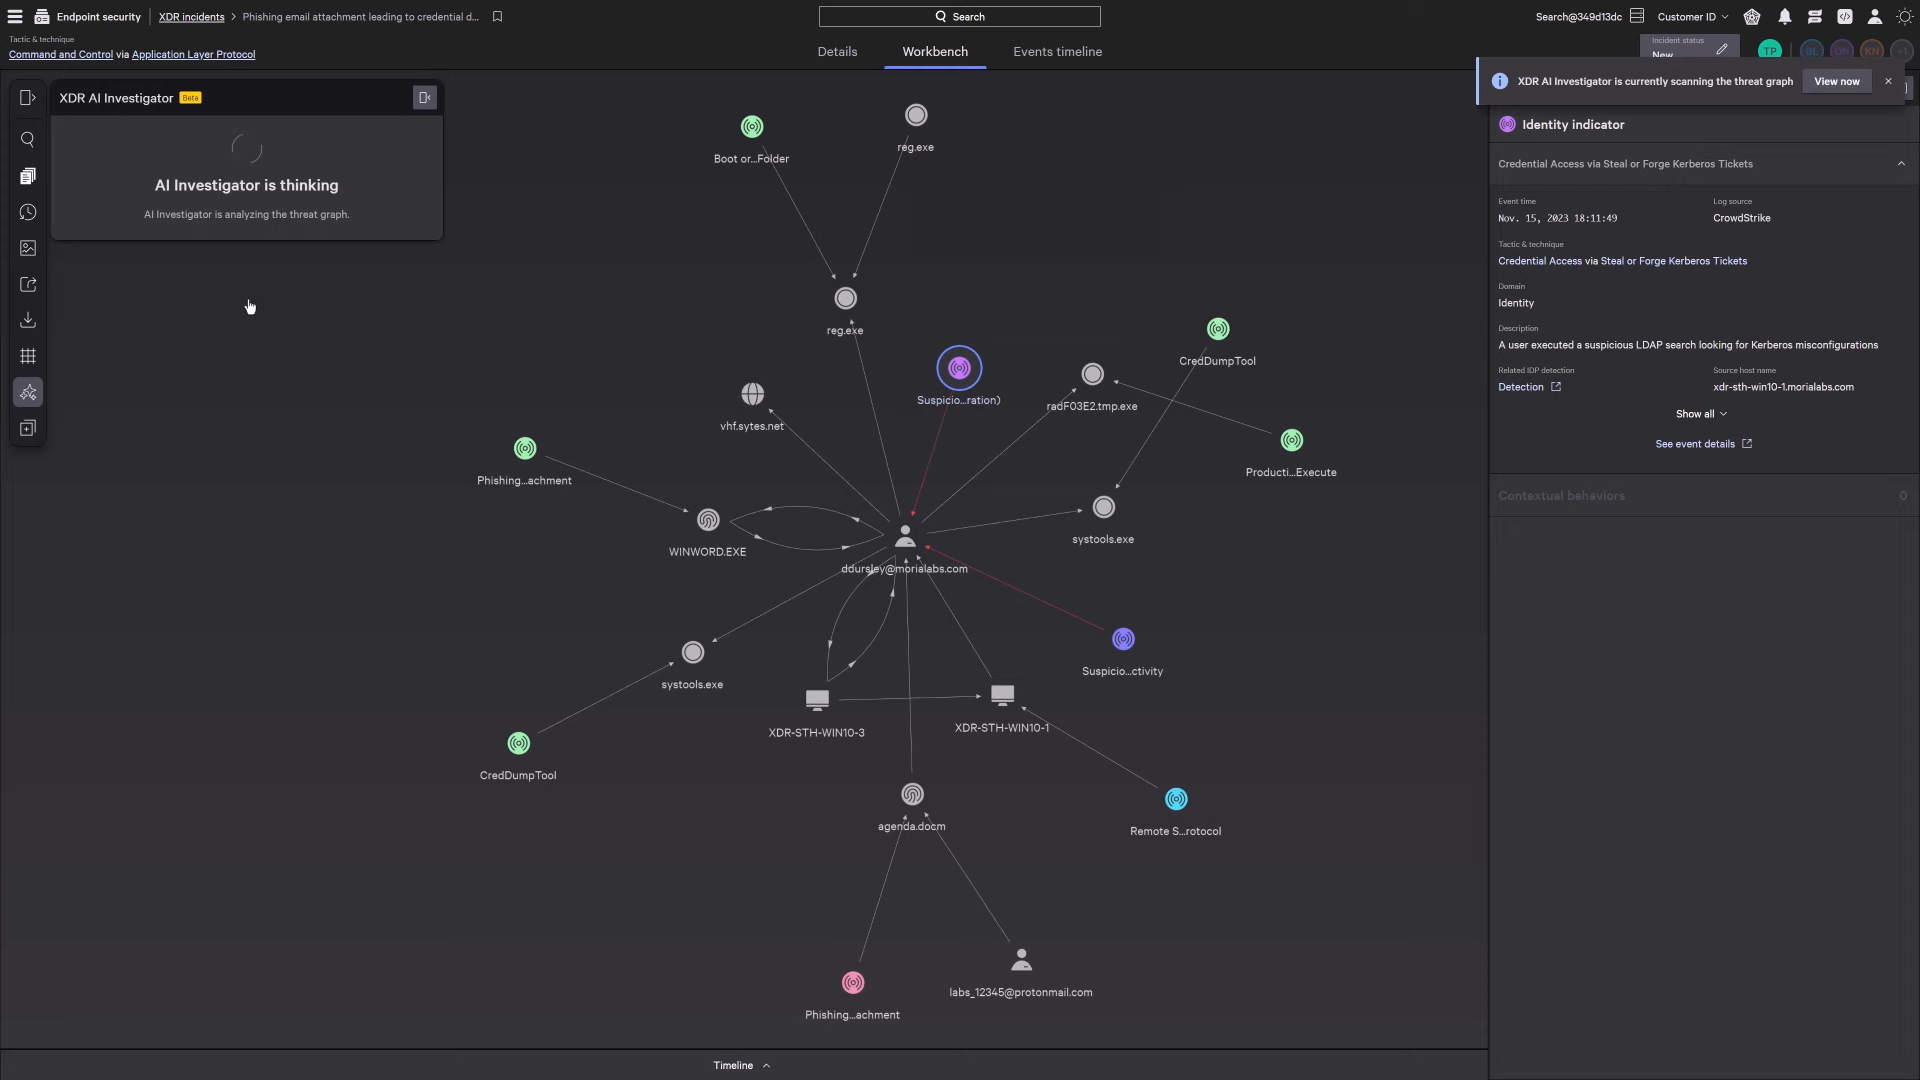 Endpoint security
XDR incidents > Phishing email attachment leading to credential d...
Search
Search@349d13dc
Customer ID
Tactic & technique
Command and Control via Application Layer Protocol
Details
Workbench
Events timeline
Incident status
New
TP
BL
DN
KN
+1
XDR AI Investigator is currently scanning the threat graph
View now
XDR AI Investigator Beta
AI Investigator is thinking
AI Investigator is analyzing the threat graph.
Boot or...Folder
reg.exe
reg.exe
Suspicio...ration)
CredDumpTool
radF03E2.tmp.exe
vhf.sytes.net
Phishing...achment
Producti...Execute
WINWORD.EXE
systools.exe
ddursley@morialabs.com
systools.exe
Suspicio...ctivity
XDR-STH-WIN10-3
XDR-STH-WIN10-1
CredDumpTool
agenda.docm
Remote S...rotocol
labs_12345@protonmail.com
Phishing...achment
Timeline
Identity indicator
Credential Access via Steal or Forge Kerberos Tickets
Event time
Log source
Nov. 15, 2023 18:11:49
CrowdStrike
Tactic & technique
Credential Access via Steal or Forge Kerberos Tickets
Domain
Identity
Description
A user executed a suspicious LDAP search looking for Kerberos misconfigurations
Related IDP detection
Source host name
Detection
xdr-sth-win10-1.morialabs.com
Show all
See event details
Contextual behaviors
0